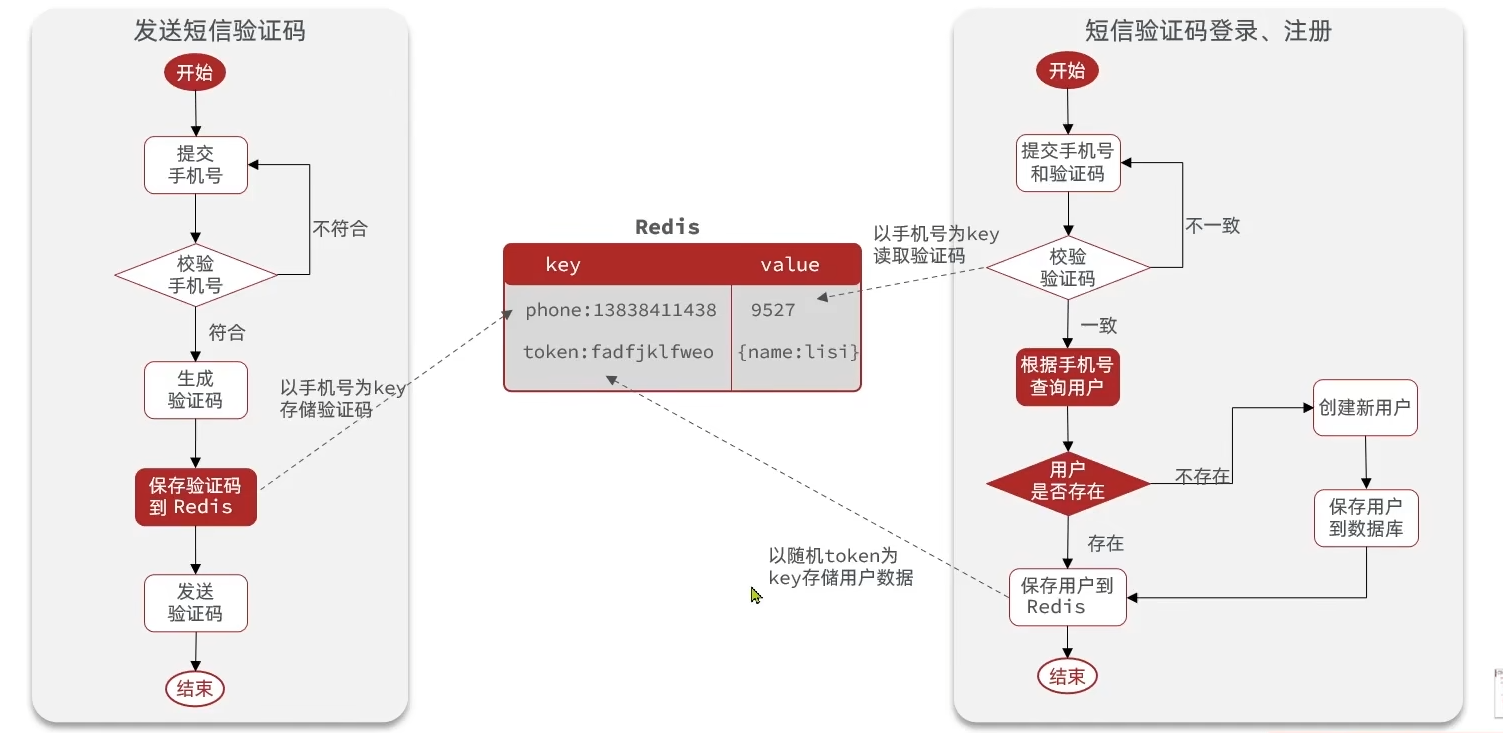 发送短信验证码
开始
提交
手机号
不符合
校验
手机号
符合
生成
验证码
以手机号为key
存储验证码
保存验证码
到 Redis
发送
验证码
结束
Redis
key
value
phone:13838411438
9527
token:fadfjklfweo
{name:lisi}
以手机号为key
读取验证码
以随机token为
key存储用户数据
短信验证码登录、注册
开始
提交手机号
和验证码
不一致
校验
验证码
一致
根据手机号
查询用户
用户
是否存在
不存在
创建新用户
保存用户
到数据库
存在
保存用户到
Redis
结束